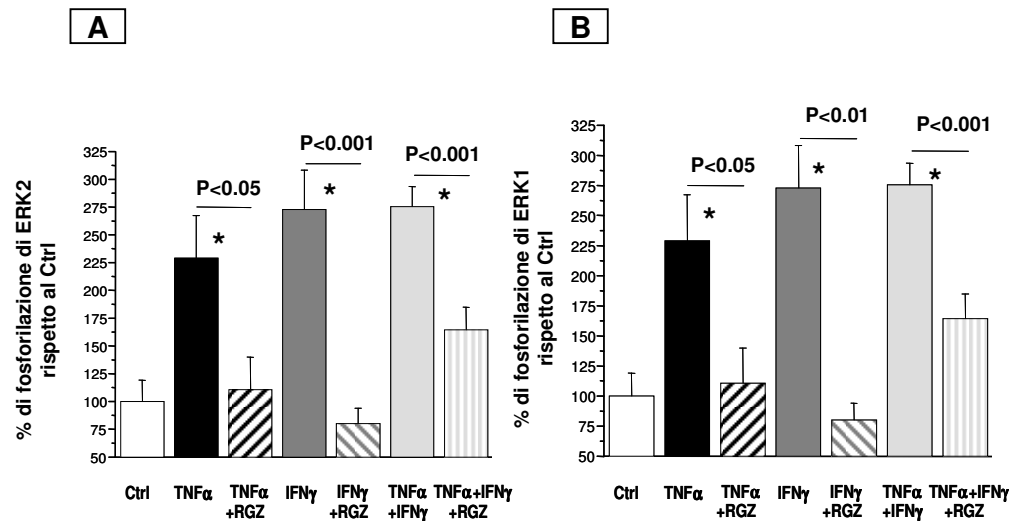 A
P<0.001
P<0.001
P<0.05
*
*
*
% di fosforilazione di ERK2
rispetto al Ctrl
325
300
275
250
225
200
175
150
125
100
75
50
Ctrl
TNFα
TNFα
+RGZ
IFNγ
IFNγ
+RGZ
TNFα
+IFNγ
TNFα+IFNγ
+RGZ
B
P<0.01
P<0.001
P<0.05
*
*
*
% di fosforilazione di ERK1
rispetto al Ctrl
325
300
275
250
225
200
175
150
125
100
75
50
Ctrl
TNFα
TNFα
+RGZ
IFNγ
IFNγ
+RGZ
TNFα
+IFNγ
TNFα+IFNγ
+RGZ